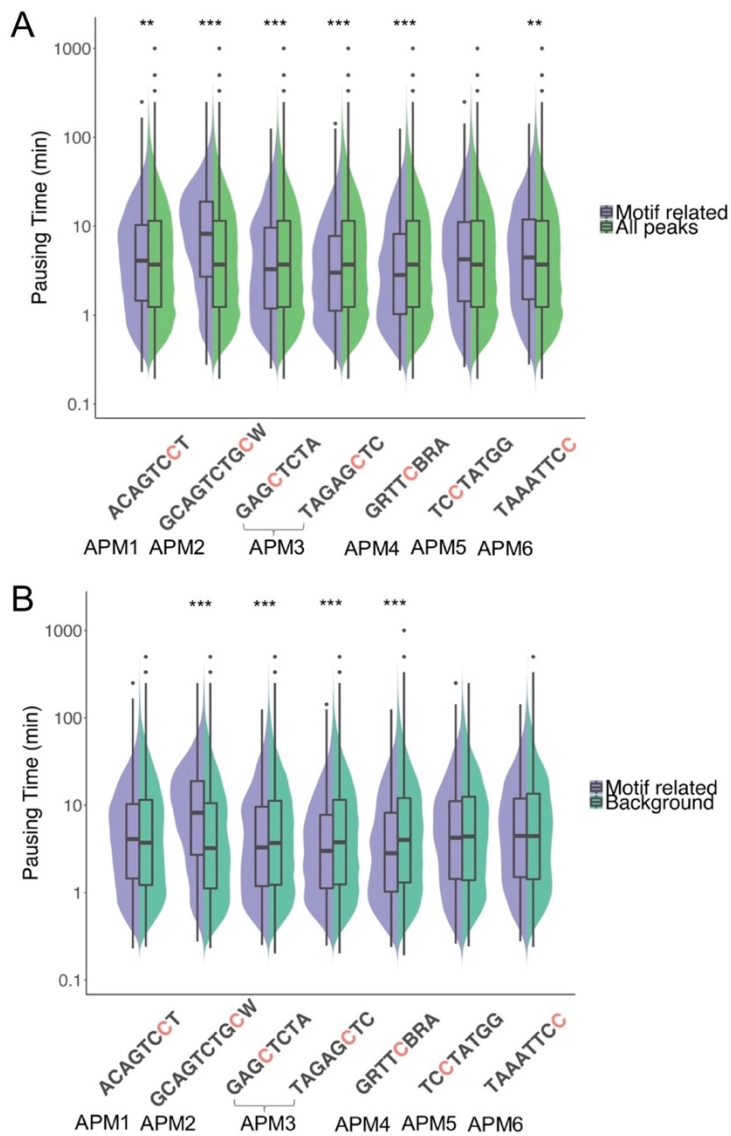 A
** *** *** *** *** **
Pausing Time (min)
1000
100
10
1
0.1
Motif related
All peaks
ACAGTCCT GCAGTCTGCW GAGCTCTA TAGAGCTC GRTTCBRA TCCTATGG TAAATTCC
APM1 APM2 APM3 APM4 APM5 APM6
B
*** *** *** ***
Pausing Time (min)
1000
100
10
1
0.1
Motif related
Background
ACAGTCCT GCAGTCTGCW GAGCTCTA TAGAGCTC GRTTCBRA TCCTATGG TAAATTCC
APM1 APM2 APM3 APM4 APM5 APM6